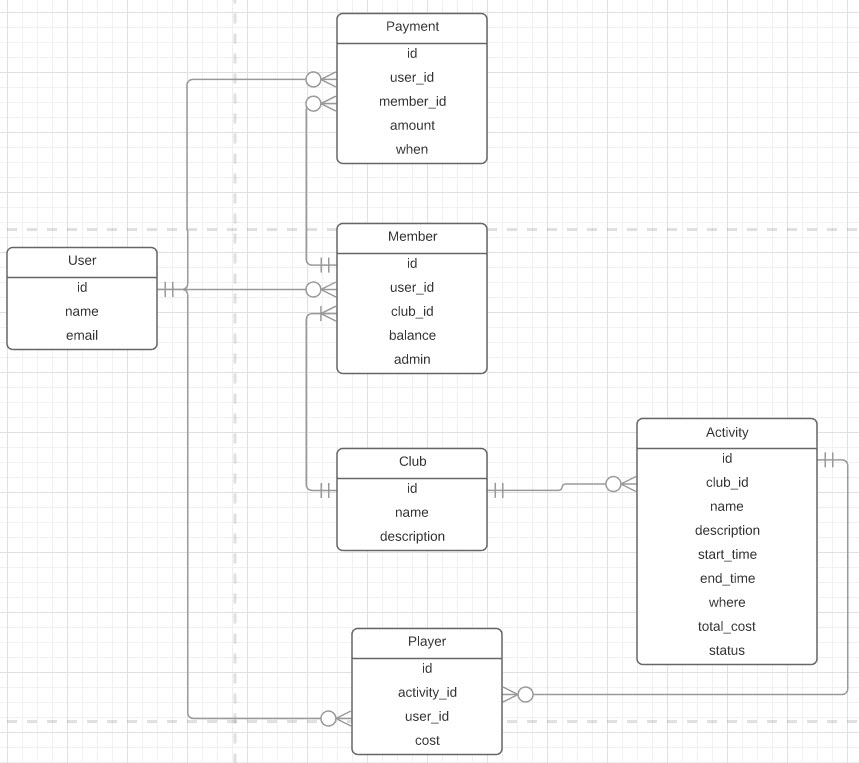 Payment
id
user_id
member_id
amount
when
Member
id
user_id
club_id
balance
admin
User
id
name
email
Club
id
name
description
Activity
id
club_id
name
description
start_time
end_time
where
total_cost
status
Player
id
activity_id
user_id
cost